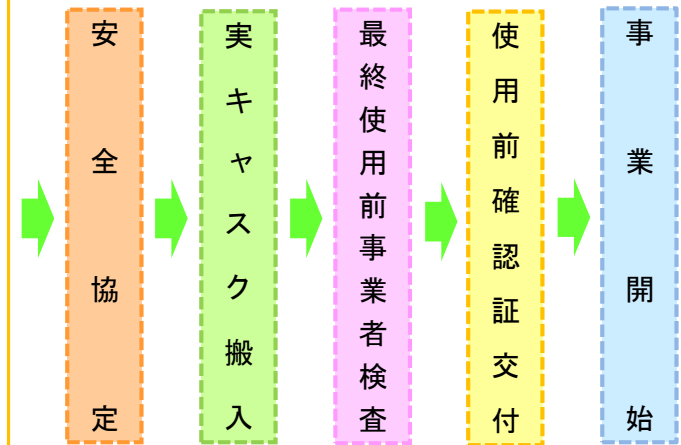 安全協定
実キャスク搬入
最終使用前事業者検査
使用前確認証交付
事業開始